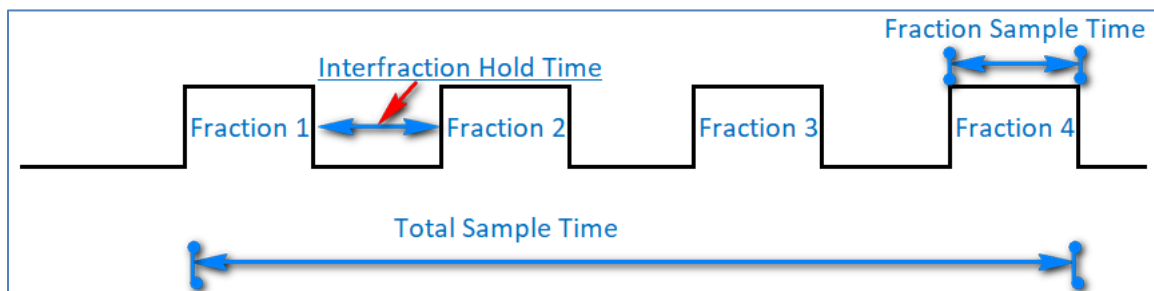 Fraction Sample Time
Interfraction Hold Time
Fraction 1
Fraction 2
Fraction 3
Fraction 4
Total Sample Time